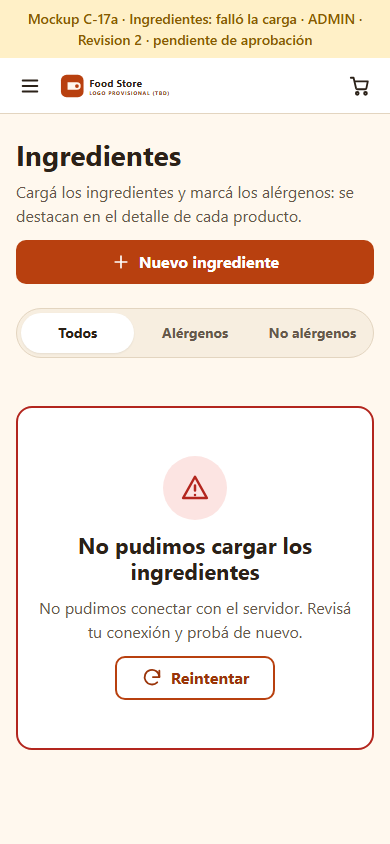 Mockup C-17a · Ingredientes: falló la carga · ADMIN ·
Revision 2 · pendiente de aprobación
Food Store
LOGO PROVISIONAL (TBD)
Ingredientes
Cargá los ingredientes y marcá los alérgenos: se
destacan en el detalle de cada producto.
Nuevo ingrediente
Todos
Alérgenos
No alérgenos
No pudimos cargar los
ingredientes
No pudimos conectar con el servidor. Revisá
tu conexión y probá de nuevo.
Reintentar